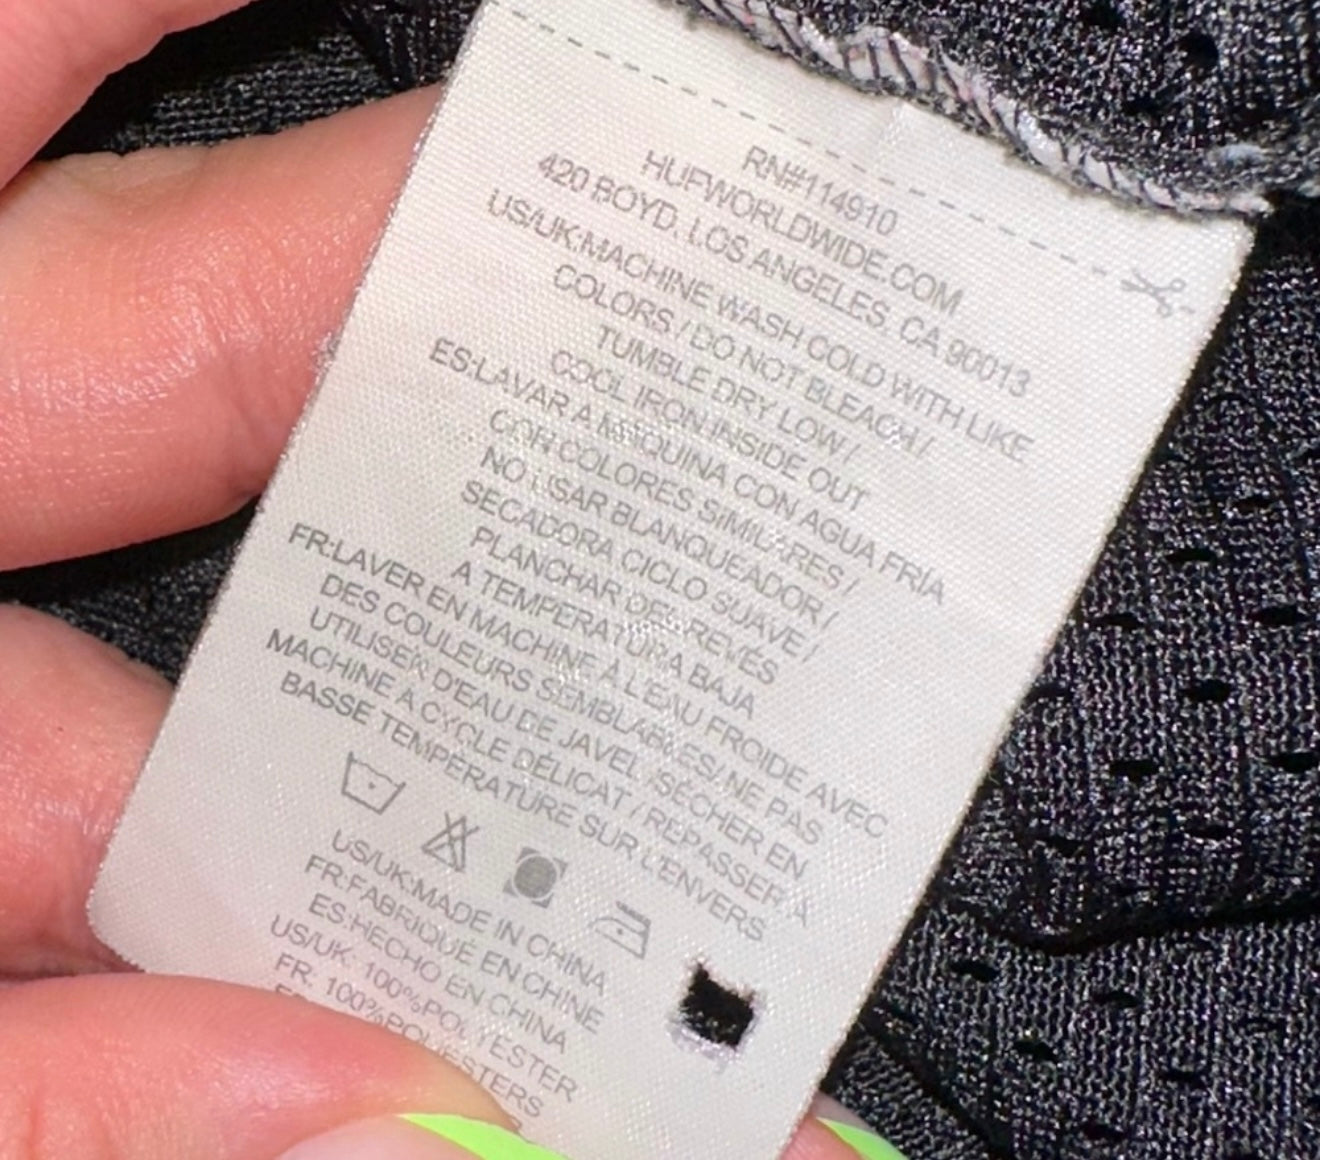 RN#114910
HUFWORLDWIDE.COM
420 BOYD, LOS ANGELES, CA 90013
US/UK:MACHINE WASH COLD WITH LIKE
COLORS / DO NOT BLEACH /
TUMBLE DRY LOW /
COOL IRON INSIDE OUT
ES:LAVAR A MAQUINA CON AGUA FRIA
CON COLORES SIMILARES /
NO USAR BLANQUEADOR /
SECADORA CICLO SUAVE /
PLANCHAR DEL REVÉS
A TEMPERATURA BAJA
FR:LAVER EN MACHINE À L'EAU FROIDE AVEC
DES COULEURS SEMBLABLES/ NE PAS
UTILISER D'EAU DE JAVEL /SÉCHER EN
MACHINE À CYCLE DÉLICAT / REPASSER À
BASSE TEMPÉRATURE SUR L'ENVERS
US/UK:MADE IN CHINA
FR:FABRIQUÉ EN CHINE
ES:HECHO EN CHINA
US/UK: 100%POLYESTER
FR: 100%POLYESTERS